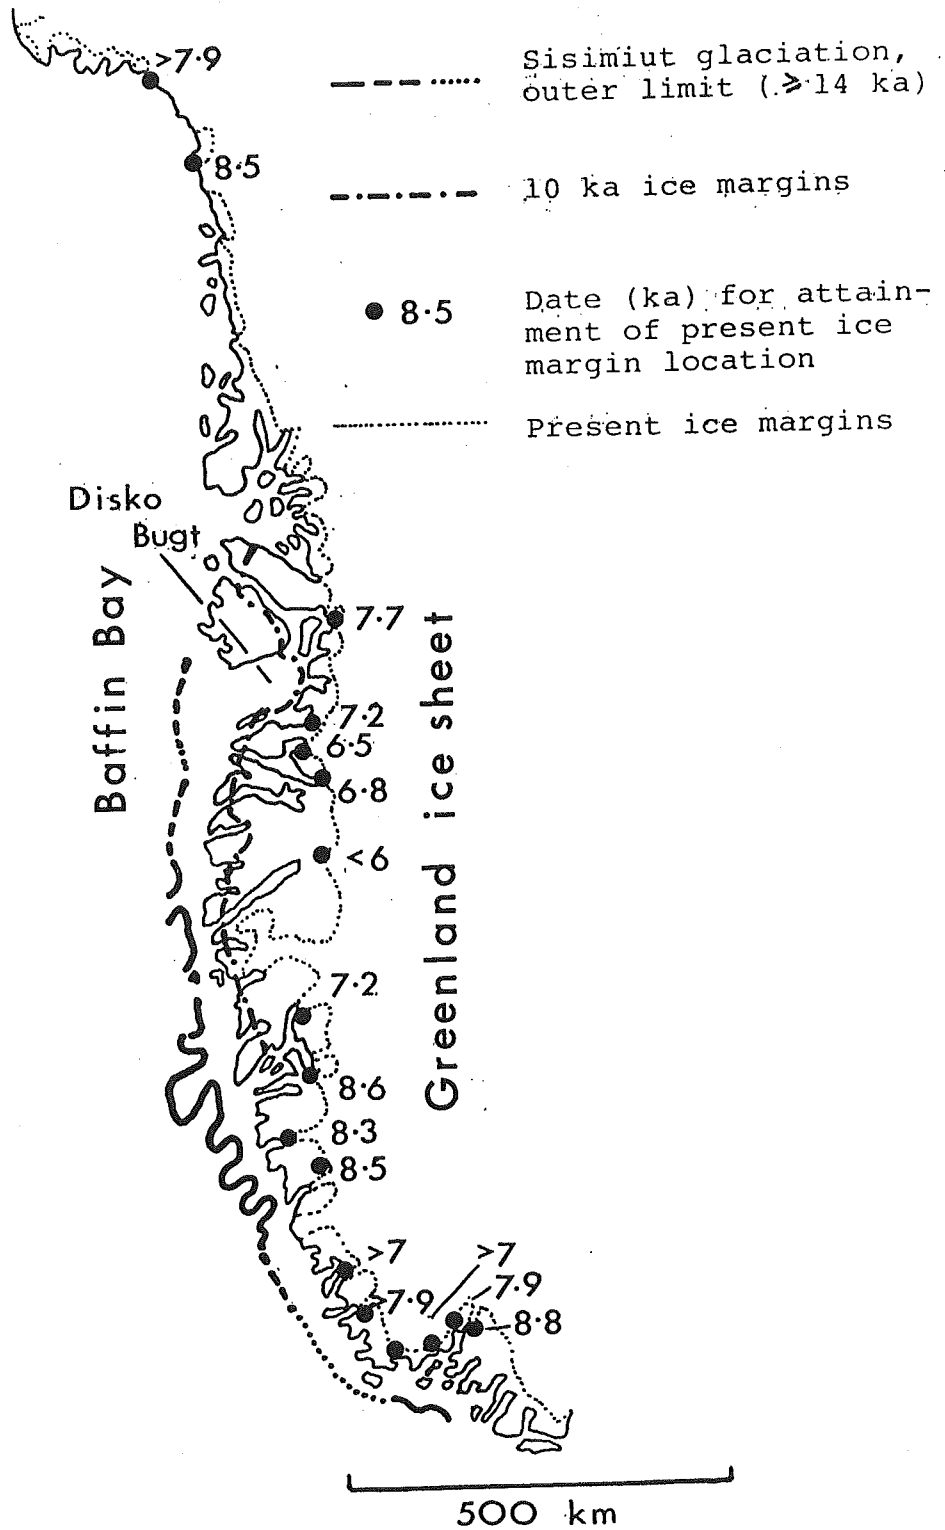 >7·9
Sisimiut glaciation,
outer limit (≥ 14 ka)
8·5
10 ka ice margins
8·5
Date (ka) for attain-
ment of present ice
margin location
Present ice margins
Disko
Bugt
Baffin Bay
Greenland ice sheet
7·7
7·2
6·5
6·8
<6
7·2
8·6
8·3
8·5
>7
>7
7·9
7·9
8·8
500 km